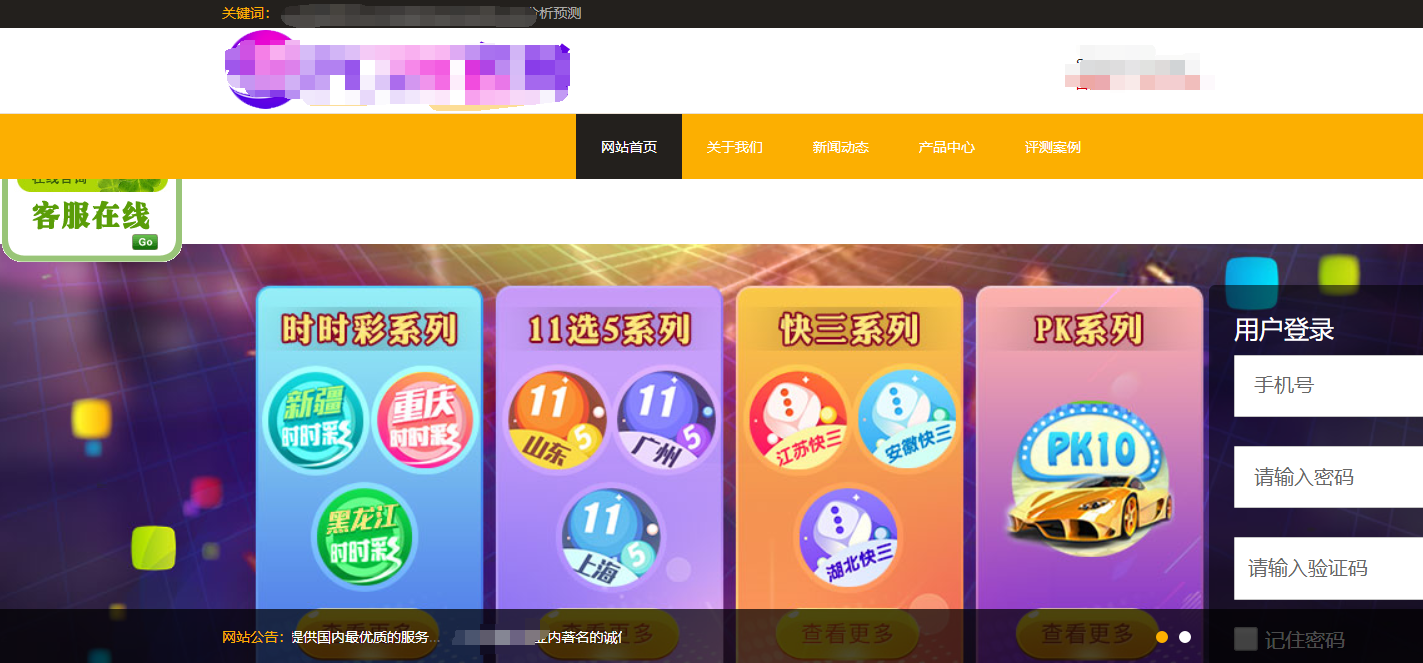 关键词： 析预测
网站首页 关于我们 新闻动态 产品中心 评测案例
在线咨询
客服在线
Go
时时彩系列
新疆
时时彩
重庆
时时彩
黑龙江
时时彩
查看更多
11选5系列
11
山东
5
11
广州
5
11
上海
5
查看更多
快三系列
江苏快三
安徽快三
湖北快三
查看更多
PK系列
PK10
查看更多
用户登录
手机号
请输入密码
请输入验证码
记住密码
网站公告： 提供国内最优质的服务... 业内著名的诚